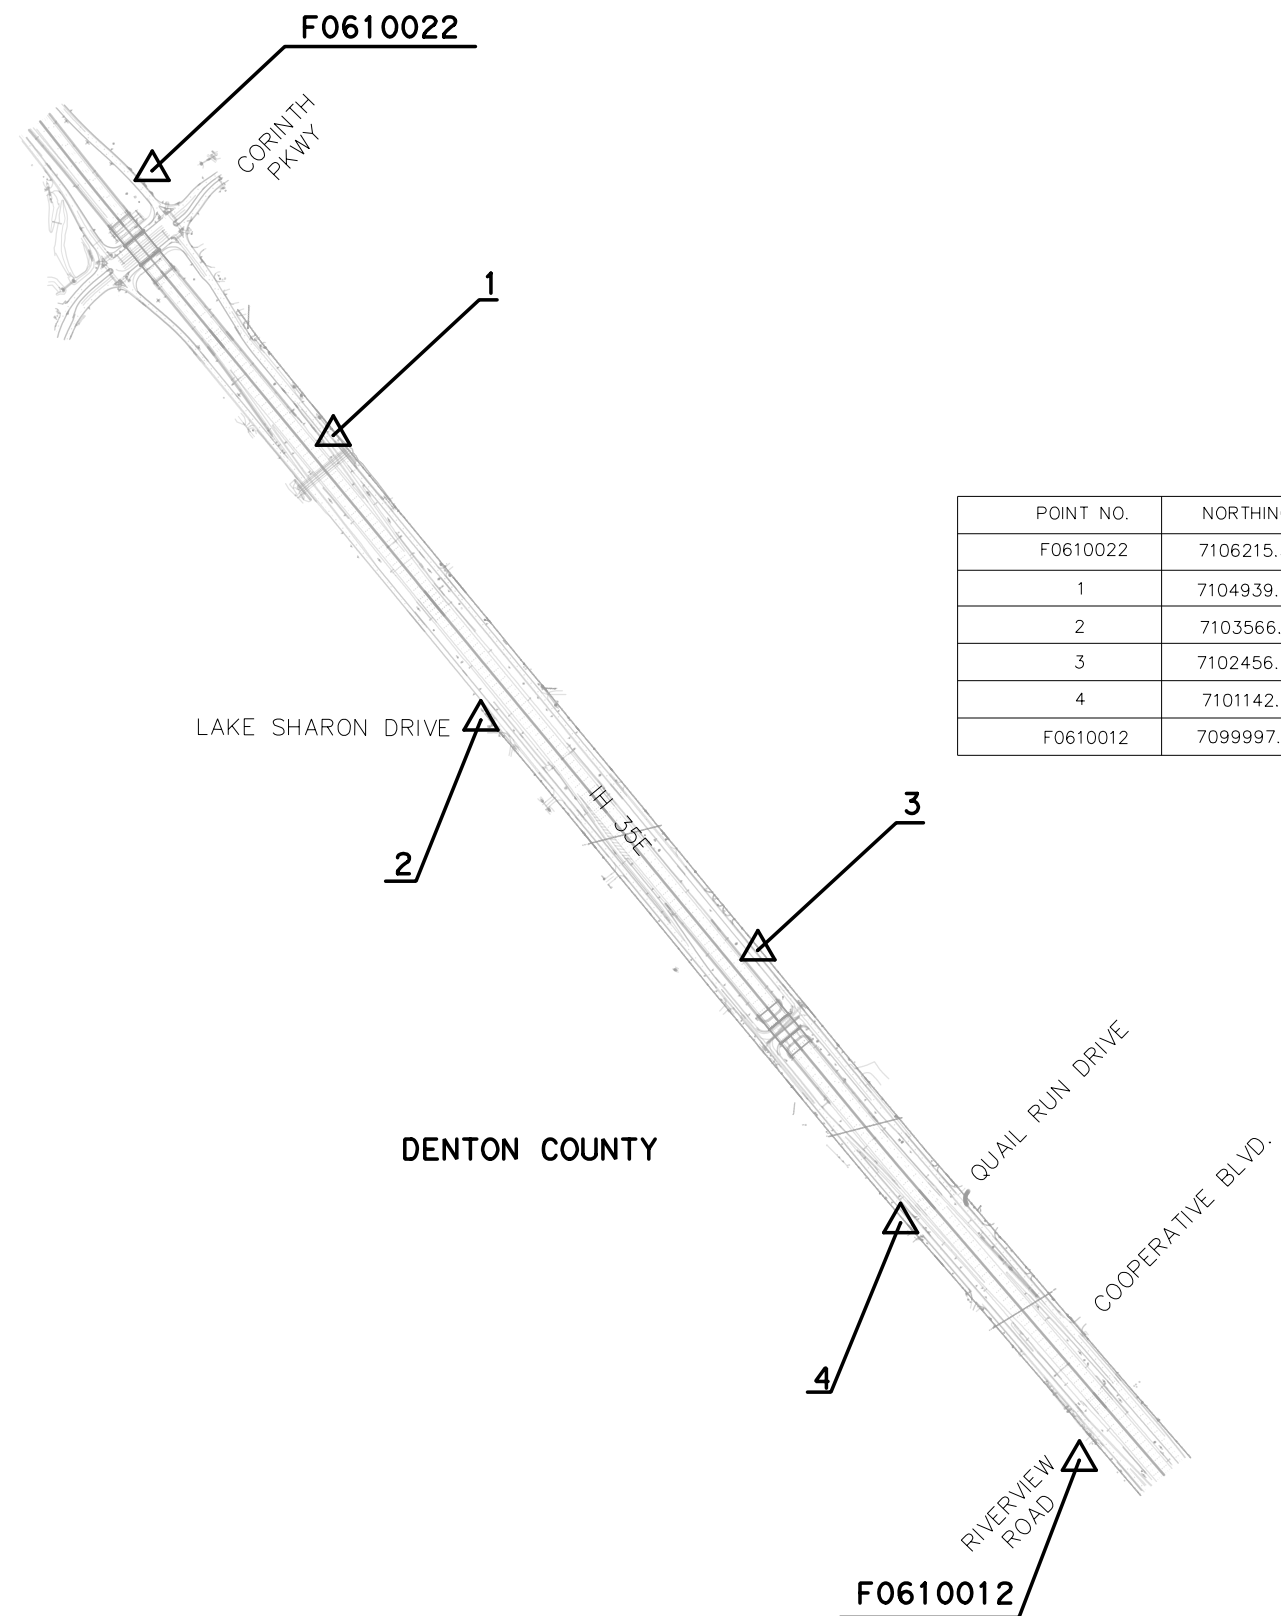 F0610022
CORINTH
PKWY
1
POINT NO. NORTHIN
F0610022 7106215.
1 7104939.
2 7103566.
3 7102456.
4 7101142.
F0610012 7099997.
LAKE SHARON DRIVE
IH 35E
3
2
QUAIL RUN DRIVE
DENTON COUNTY
COOPERATIVE BLVD.
4
RIVERVIEW
ROAD
F0610012